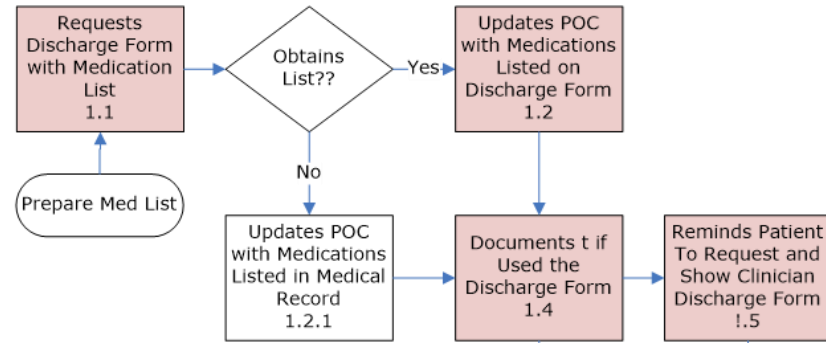 Requests
Discharge Form
with Medication
List
1.1
Obtains
List??
Yes
Updates POC
with Medications
Listed on
Discharge Form
1.2
No
Prepare Med List
Updates POC
with Medications
Listed in Medical
Record
1.2.1
Documents t if
Used the
Discharge Form
1.4
Reminds Patient
To Request and
Show Clinician
Discharge Form
!.5